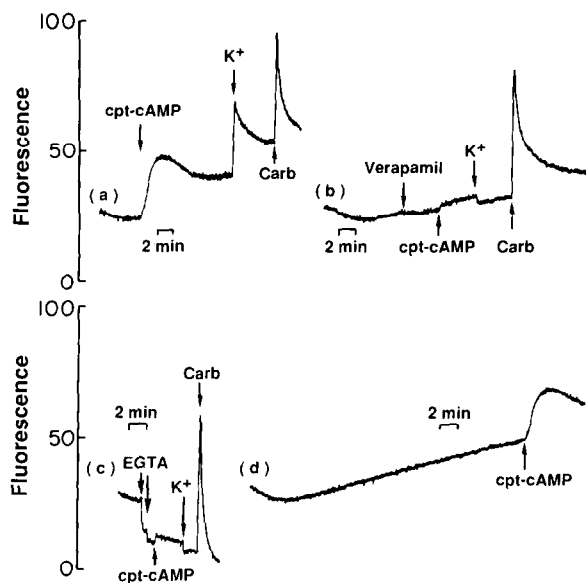 100
50
0
Fluorescence
cpt-cAMP
K+
Carb
(a)
2 min
Verapamil
K+
(b)
2 min
cpt-cAMP
Carb
100
50
0
Fluorescence
Carb
2 min
(c)
EGTA
K+
cpt-cAMP
2 min
(d)
cpt-cAMP